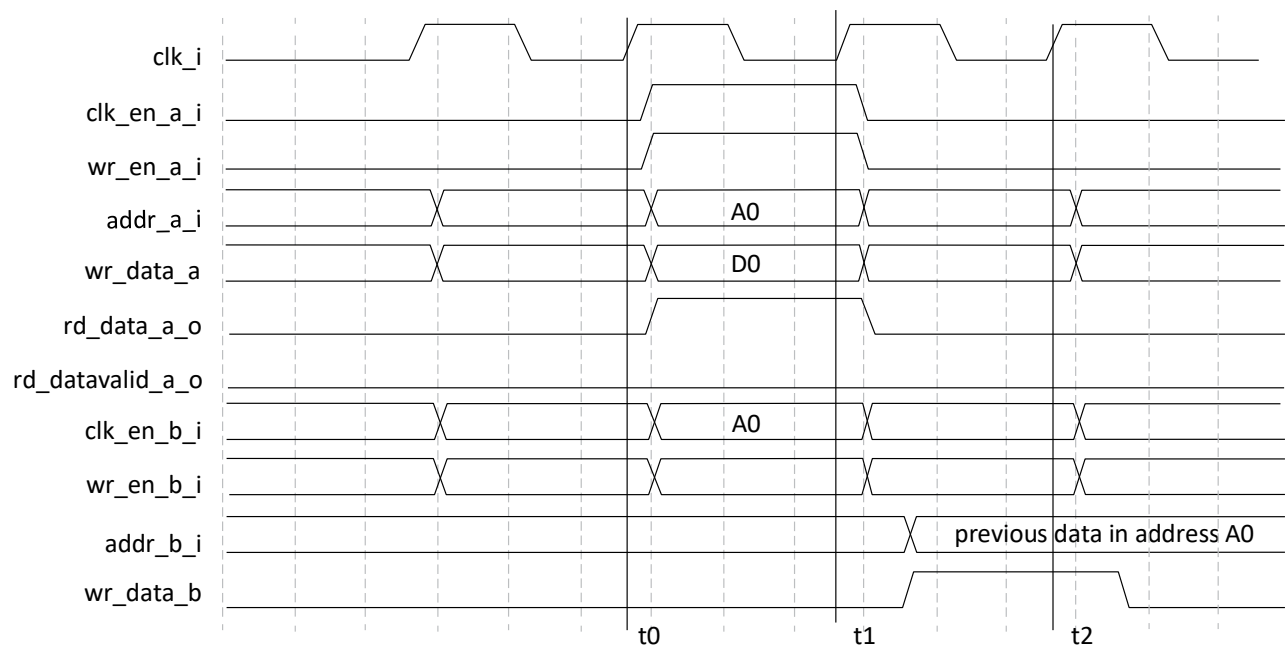 clk_i
clk_en_a_i
wr_en_a_i
addr_a_i A0
wr_data_a D0
rd_data_a_o
rd_datavalid_a_o
clk_en_b_i A0
wr_en_b_i
addr_b_i previous data in address A0
wr_data_b
t0 t1 t2